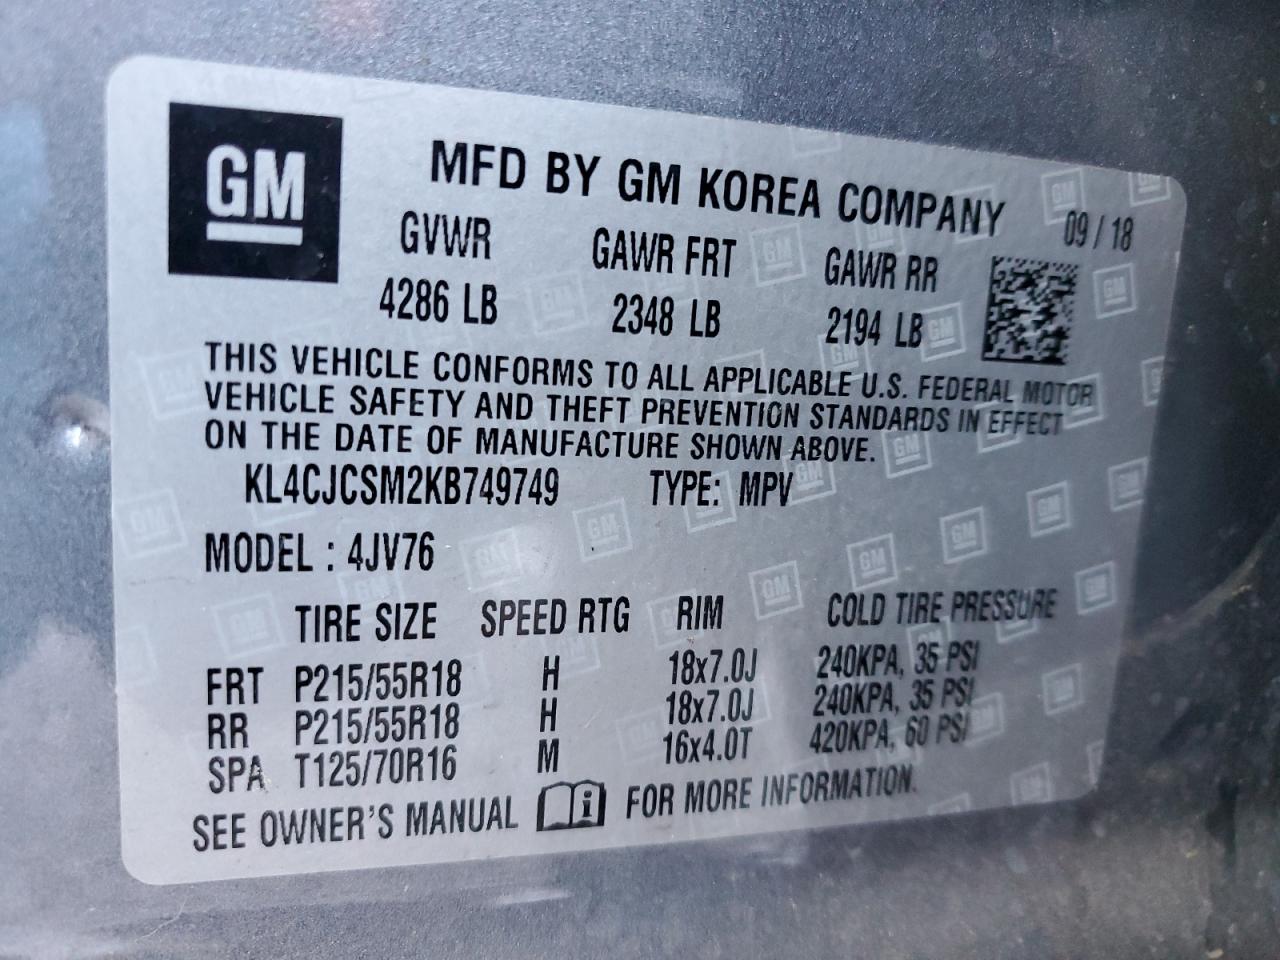 GM
MFD BY GM KOREA COMPANY
09 / 18
GVWR GAWR FRT GAWR RR
4286 LB 2348 LB 2194 LB
THIS VEHICLE CONFORMS TO ALL APPLICABLE U.S. FEDERAL MOTOR
VEHICLE SAFETY AND THEFT PREVENTION STANDARDS IN EFFECT
ON THE DATE OF MANUFACTURE SHOWN ABOVE.
KL4CJCSM2KB749749 TYPE: MPV
MODEL : 4JV76
TIRE SIZE SPEED RTG RIM COLD TIRE PRESSURE
FRT P215/55R18 H 18x7.0J 240KPA, 35 PSI
RR P215/55R18 H 18x7.0J 240KPA, 35 PSI
SPA T125/70R16 M 16x4.0T 420KPA, 60 PSI
SEE OWNER'S MANUAL i FOR MORE INFORMATION.